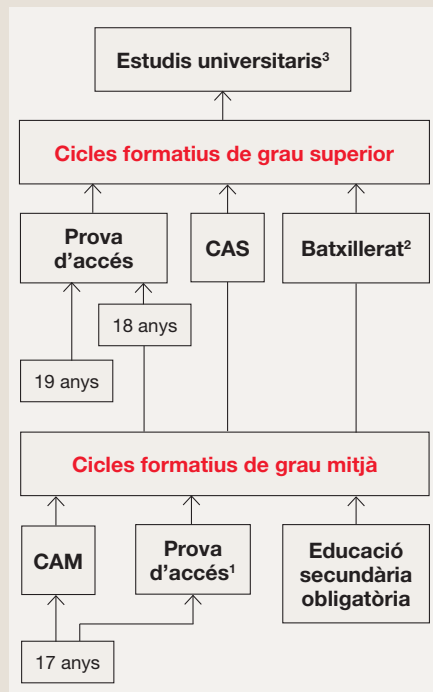 Estudis universitaris³
Cicles formatius de grau superior
Prova
d’accés
CAS
Batxillerat²
18 anys
19 anys
Cicles formatius de grau mitjà
CAM
Prova
d’accés¹
Educació
secundària
obligatòria
17 anys